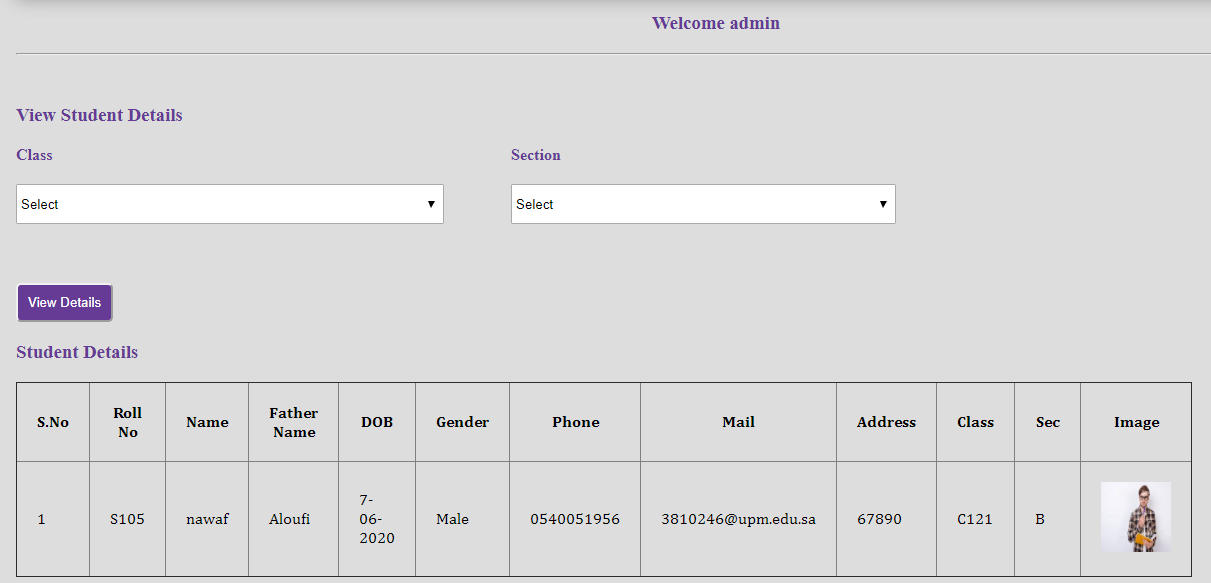 Welcome admin
View Student Details
Class Section
Select Select
View Details
Student Details
S.No Roll No Name Father Name DOB Gender Phone Mail Address Class Sec Image
1 S105 nawaf Aloufi 7-06-2020 Male 0540051956 3810246@upm.edu.sa 67890 C121 B